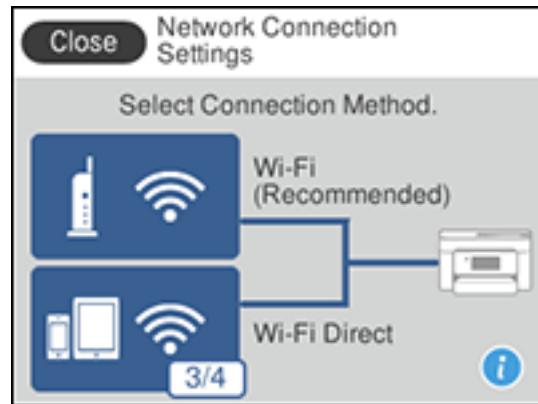 Close
Network Connection
Settings
Select Connection Method.
Wi-Fi
(Recommended)
Wi-Fi Direct
3/4
i